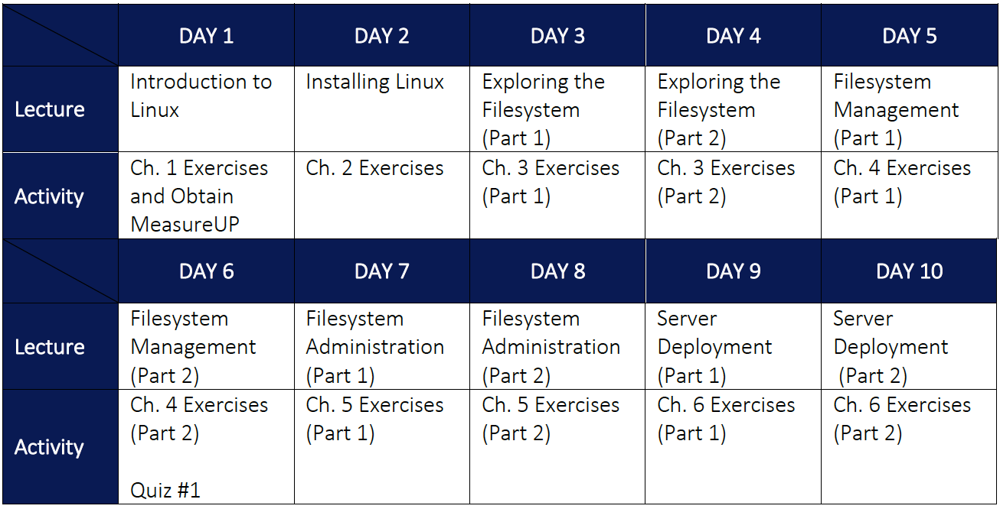 DAY 1 DAY 2 DAY 3 DAY 4 DAY 5
Lecture
Introduction to
Linux
Installing Linux
Exploring the
Filesystem
(Part 1)
Exploring the
Filesystem
(Part 2)
Filesystem
Management
(Part 1)
Activity
Ch. 1 Exercises
and Obtain
MeasureUP
Ch. 2 Exercises
Ch. 3 Exercises
(Part 1)
Ch. 3 Exercises
(Part 2)
Ch. 4 Exercises
(Part 1)
DAY 6 DAY 7 DAY 8 DAY 9 DAY 10
Lecture
Filesystem
Management
(Part 2)
Filesystem
Administration
(Part 1)
Filesystem
Administration
(Part 2)
Server
Deployment
(Part 1)
Server
Deployment
(Part 2)
Activity
Ch. 4 Exercises
(Part 2)
Quiz #1
Ch. 5 Exercises
(Part 1)
Ch. 5 Exercises
(Part 2)
Ch. 6 Exercises
(Part 1)
Ch. 6 Exercises
(Part 2)